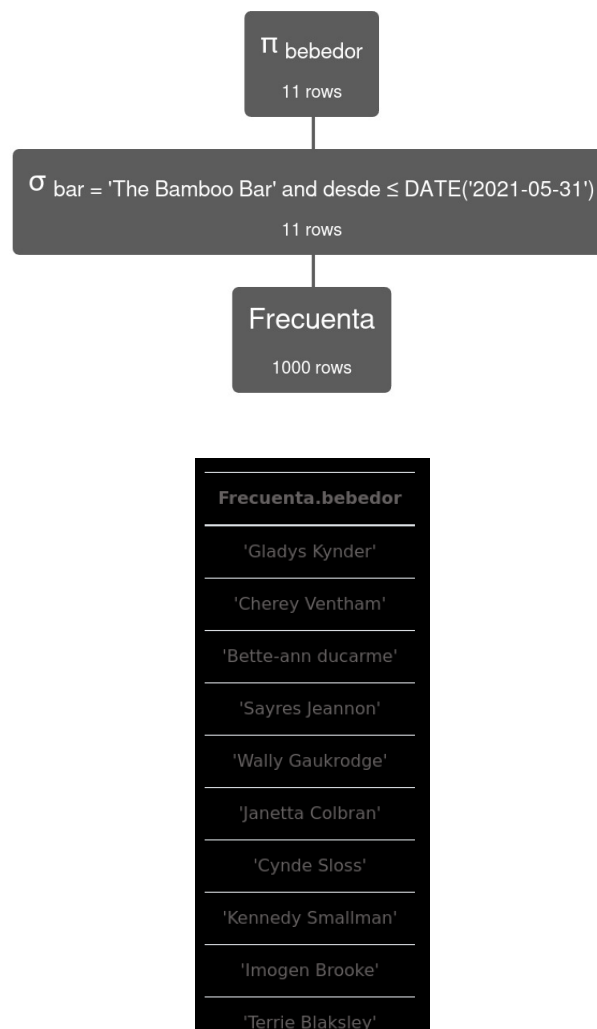 π bebedor
11 rows
σ bar = 'The Bamboo Bar' and desde ≤ DATE('2021-05-31')
11 rows
Frecuenta
1000 rows
Frecuenta.bebedor
'Gladys Kynder'
'Cherey Ventham'
'Bette-ann ducarme'
'Sayres Jeannon'
'Wally Gaukrodge'
'Janetta Colbran'
'Cynde Sloss'
'Kennedy Smallman'
'Imogen Brooke'
'Terrie Blaksley'